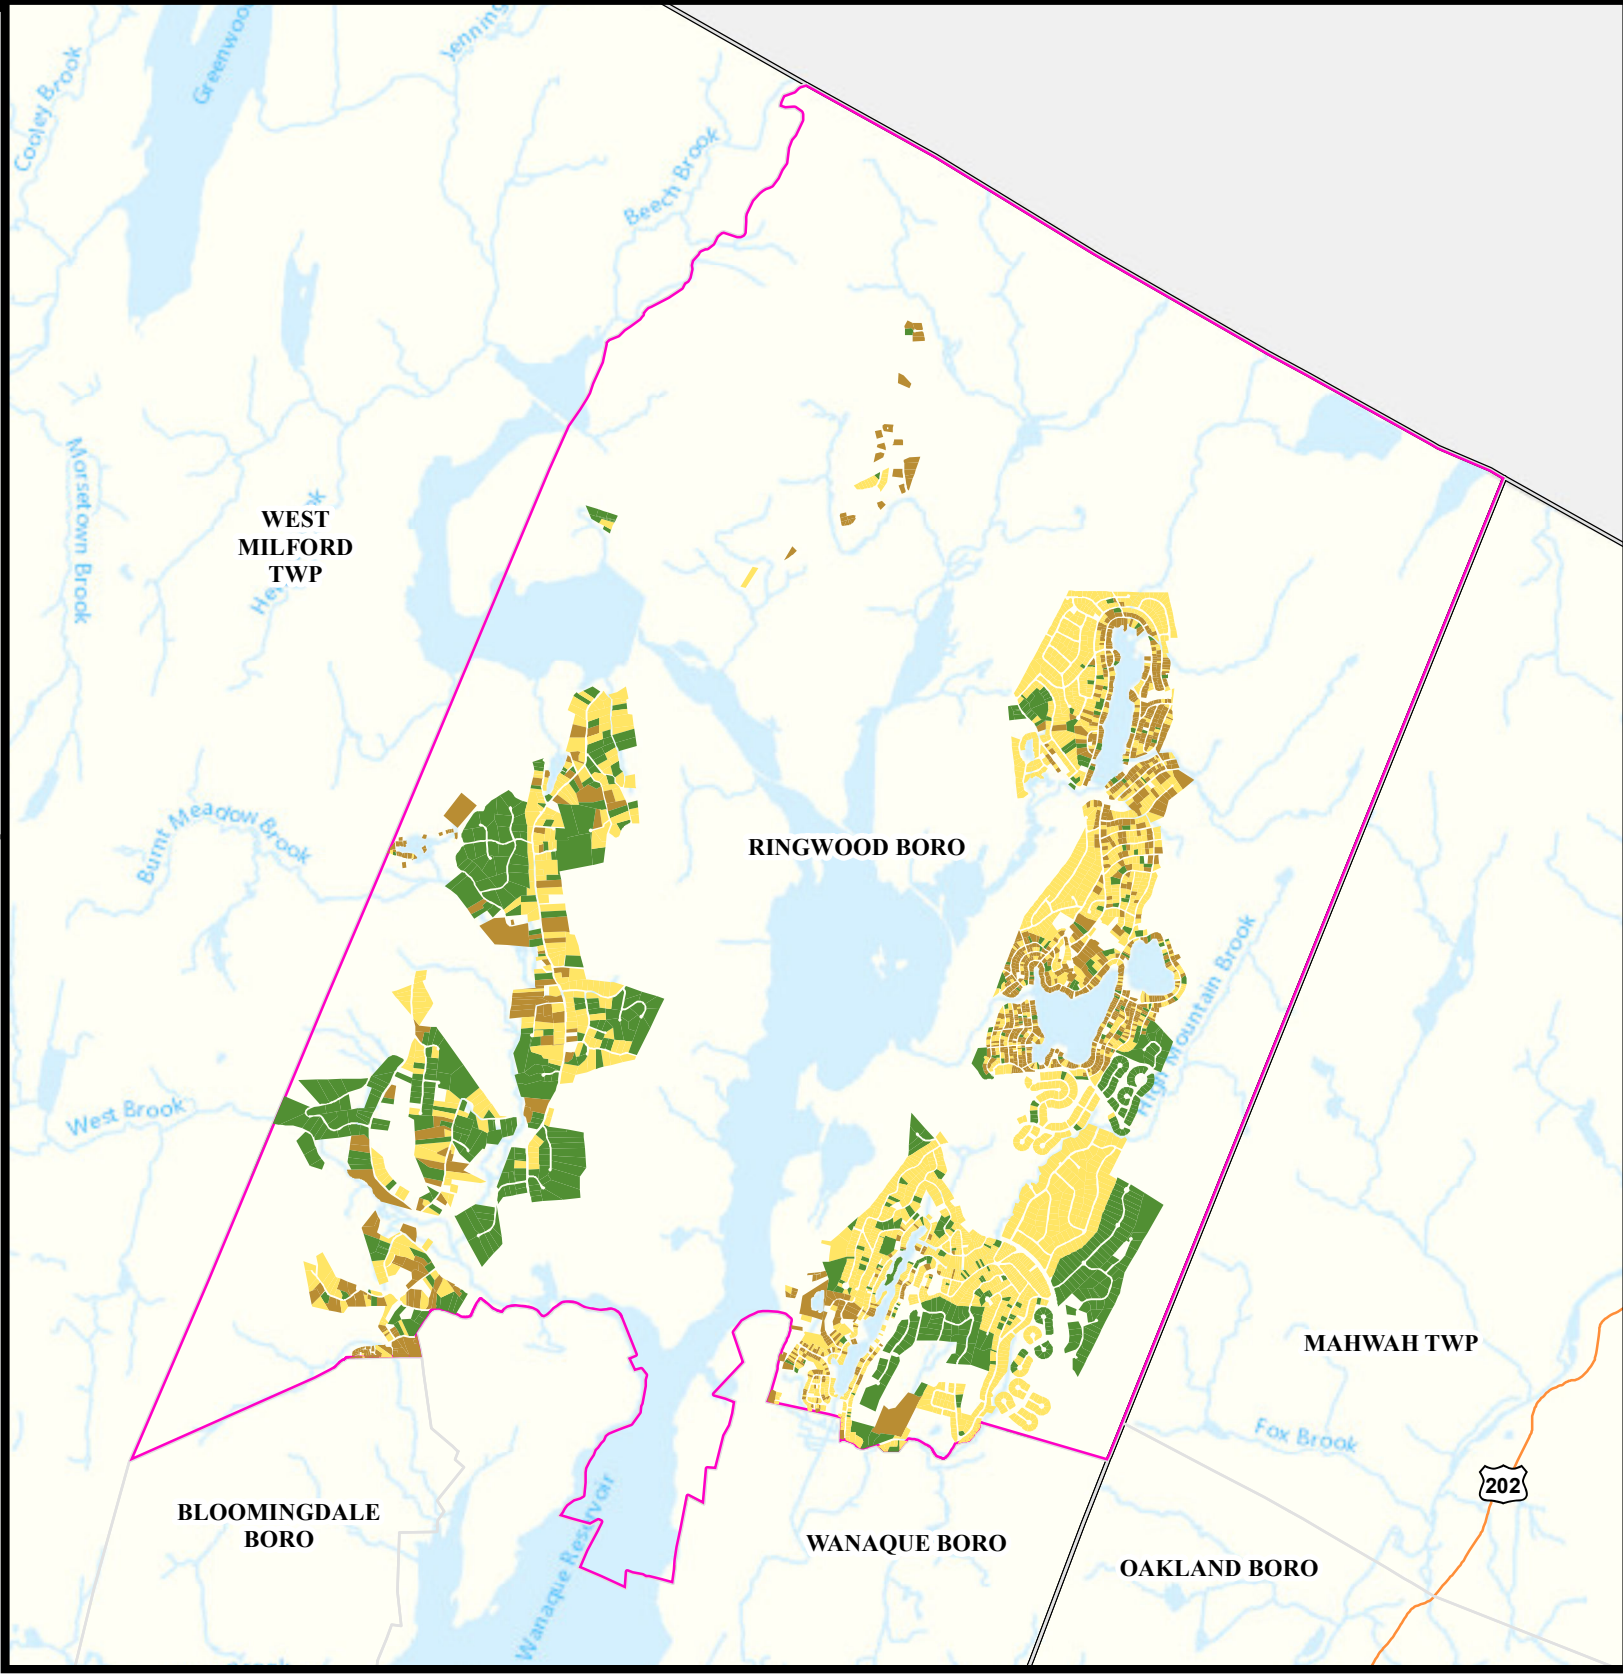 Greenwoo
Jenning
Cooley Brook
Beech Brook
Morsetown Brook
WEST
MILFORD
TWP
Burnt Meadow Brook
RINGWOOD BORO
High Mountain Brook
West Brook
MAHWAH TWP
Fox Brook
202
BLOOMINGDALE
BORO
Wanaque Reservoir
WANAQUE BORO
OAKLAND BORO